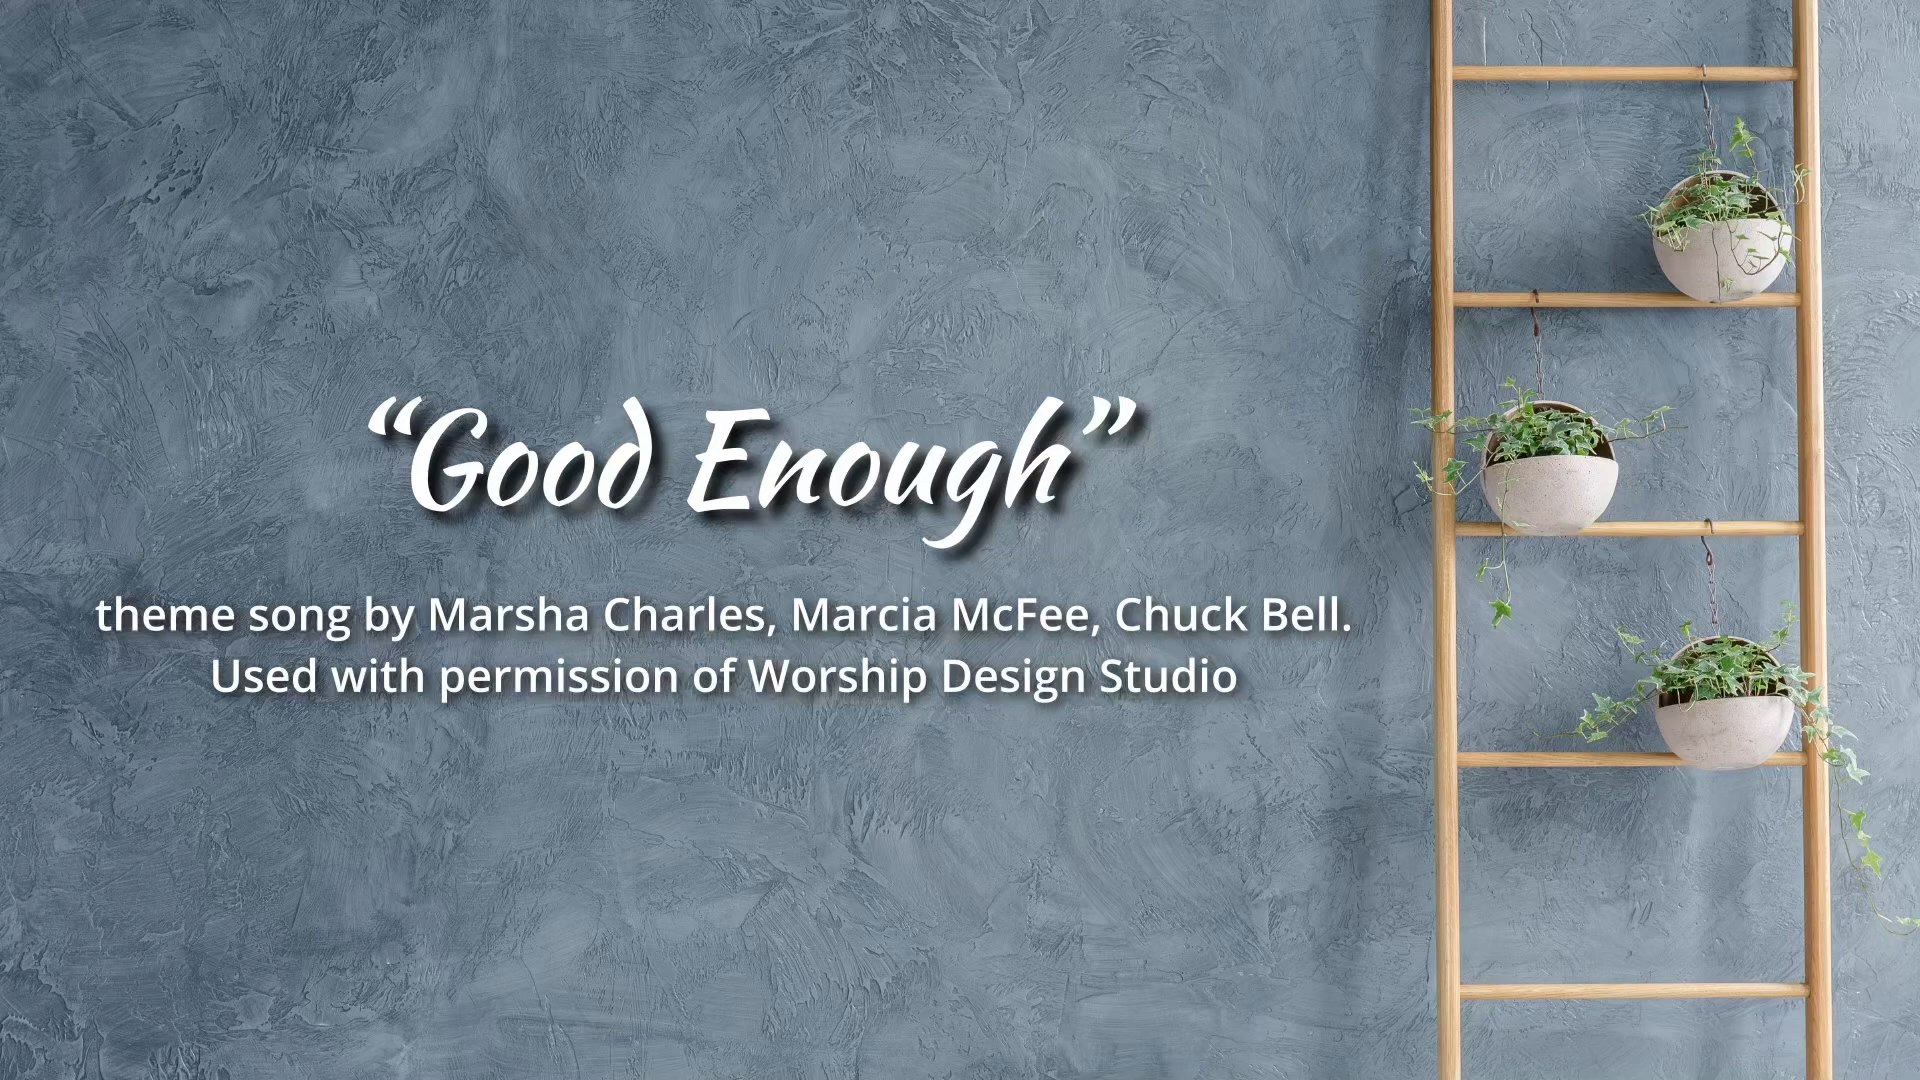 “Good Enough”
theme song by Marsha Charles, Marcia McFee, Chuck Bell.
Used with permission of Worship Design Studio